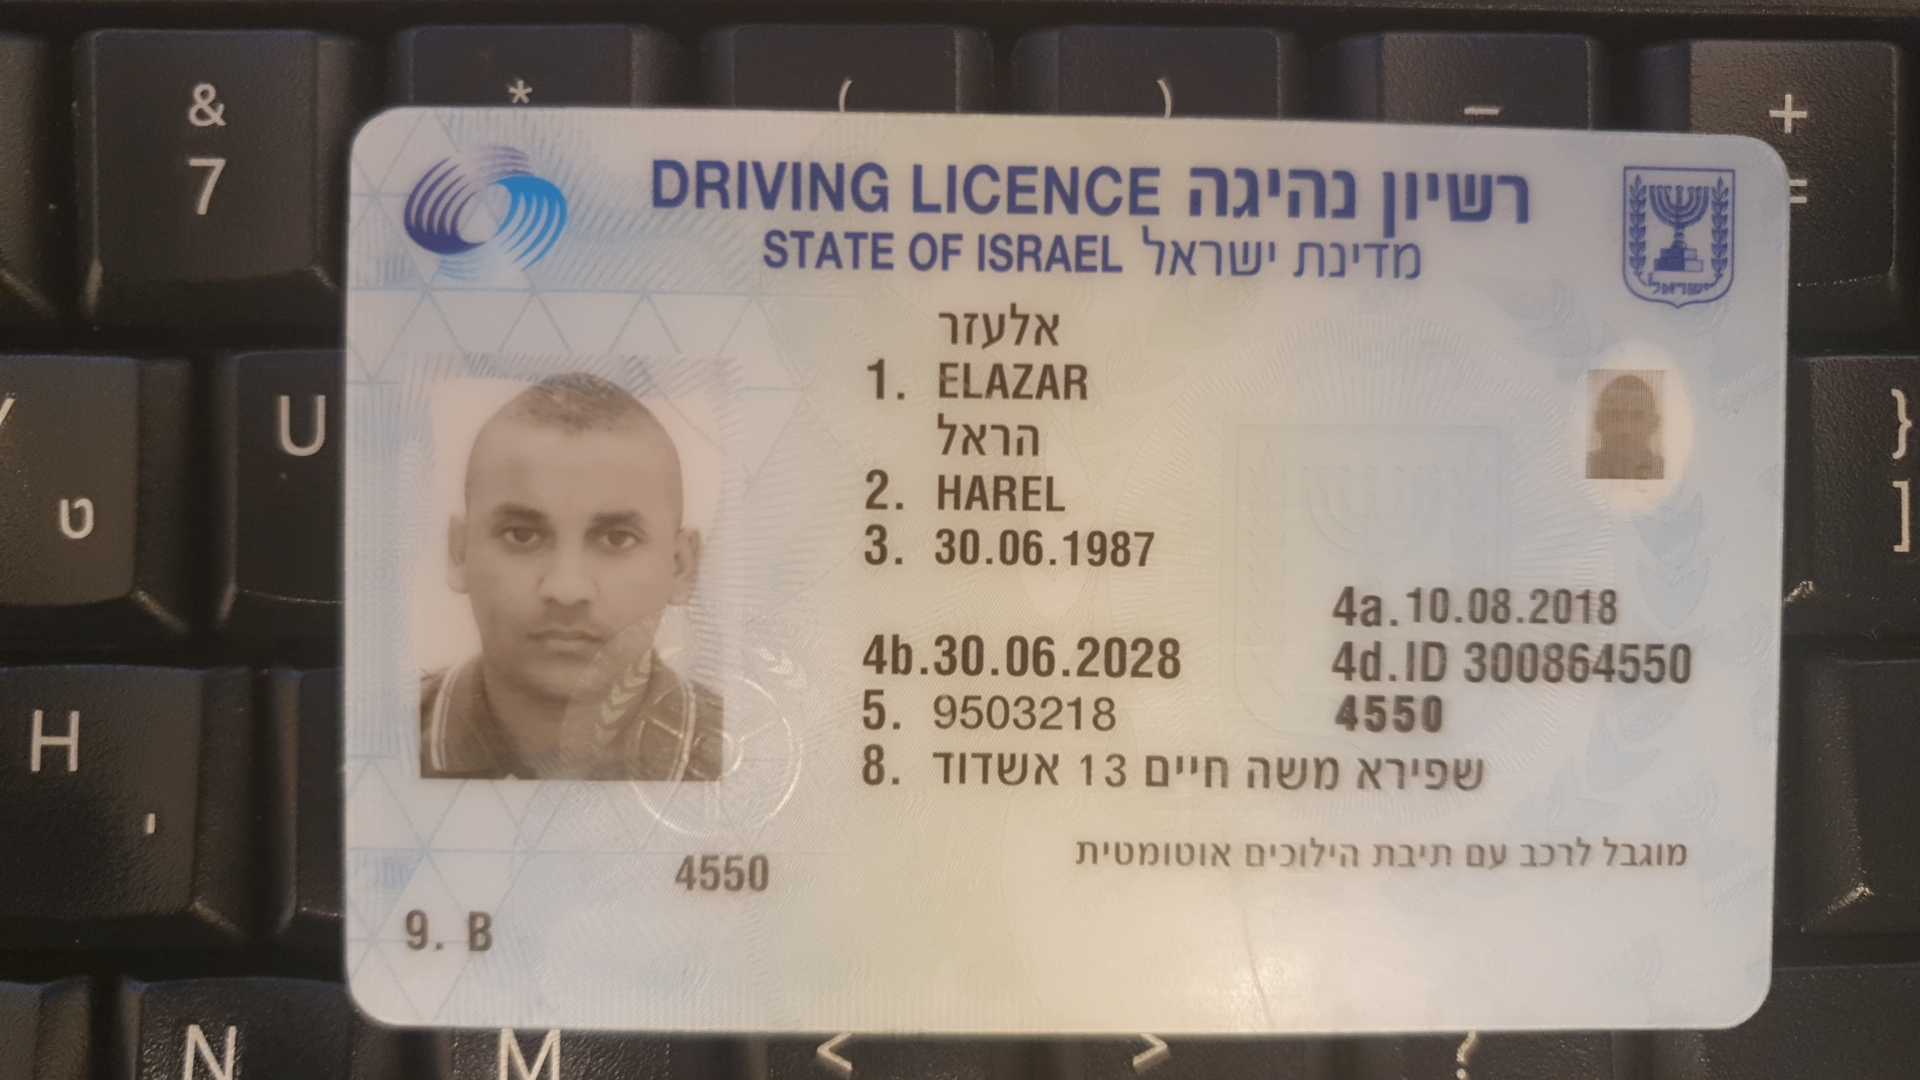 DRIVING LICENCE רשיון נהיגה
STATE OF ISRAEL מדינת ישראל
ישראל
אלעזר
1. ELAZAR
הראל
2. HAREL
3. 30.06.1987
4a.10.08.2018
4b.30.06.2028
4d.ID 300864550
5. 9503218
4550
8. שפירא משה חיים 13 אשדוד
מוגבל לרכב עם תיבת הילוכים אוטומטית
4550
9. B
& 7
*
(
)
–
+ =
U
ט
} ]
H
י
N
M
<
>
?